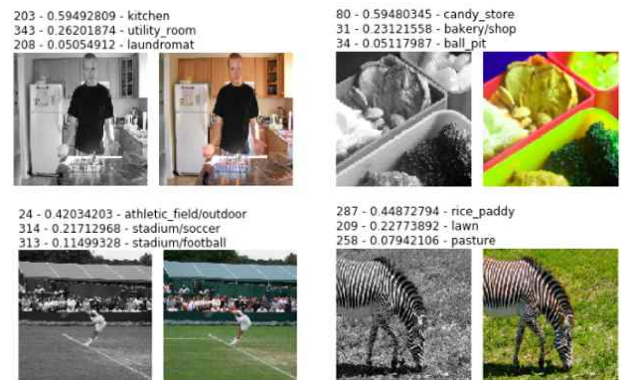 203 - 0.59492809 - kitchen
343 - 0.26201874 - utility_room
208 - 0.05054912 - laundromat
80 - 0.59480345 - candy_store
31 - 0.23121558 - bakery/shop
34 - 0.05117987 - ball_pit
24 - 0.42034203 - athletic_field/outdoor
314 - 0.21712968 - stadium/soccer
313 - 0.11499328 - stadium/football
287 - 0.44872794 - rice_paddy
209 - 0.22773892 - lawn
258 - 0.07942106 - pasture